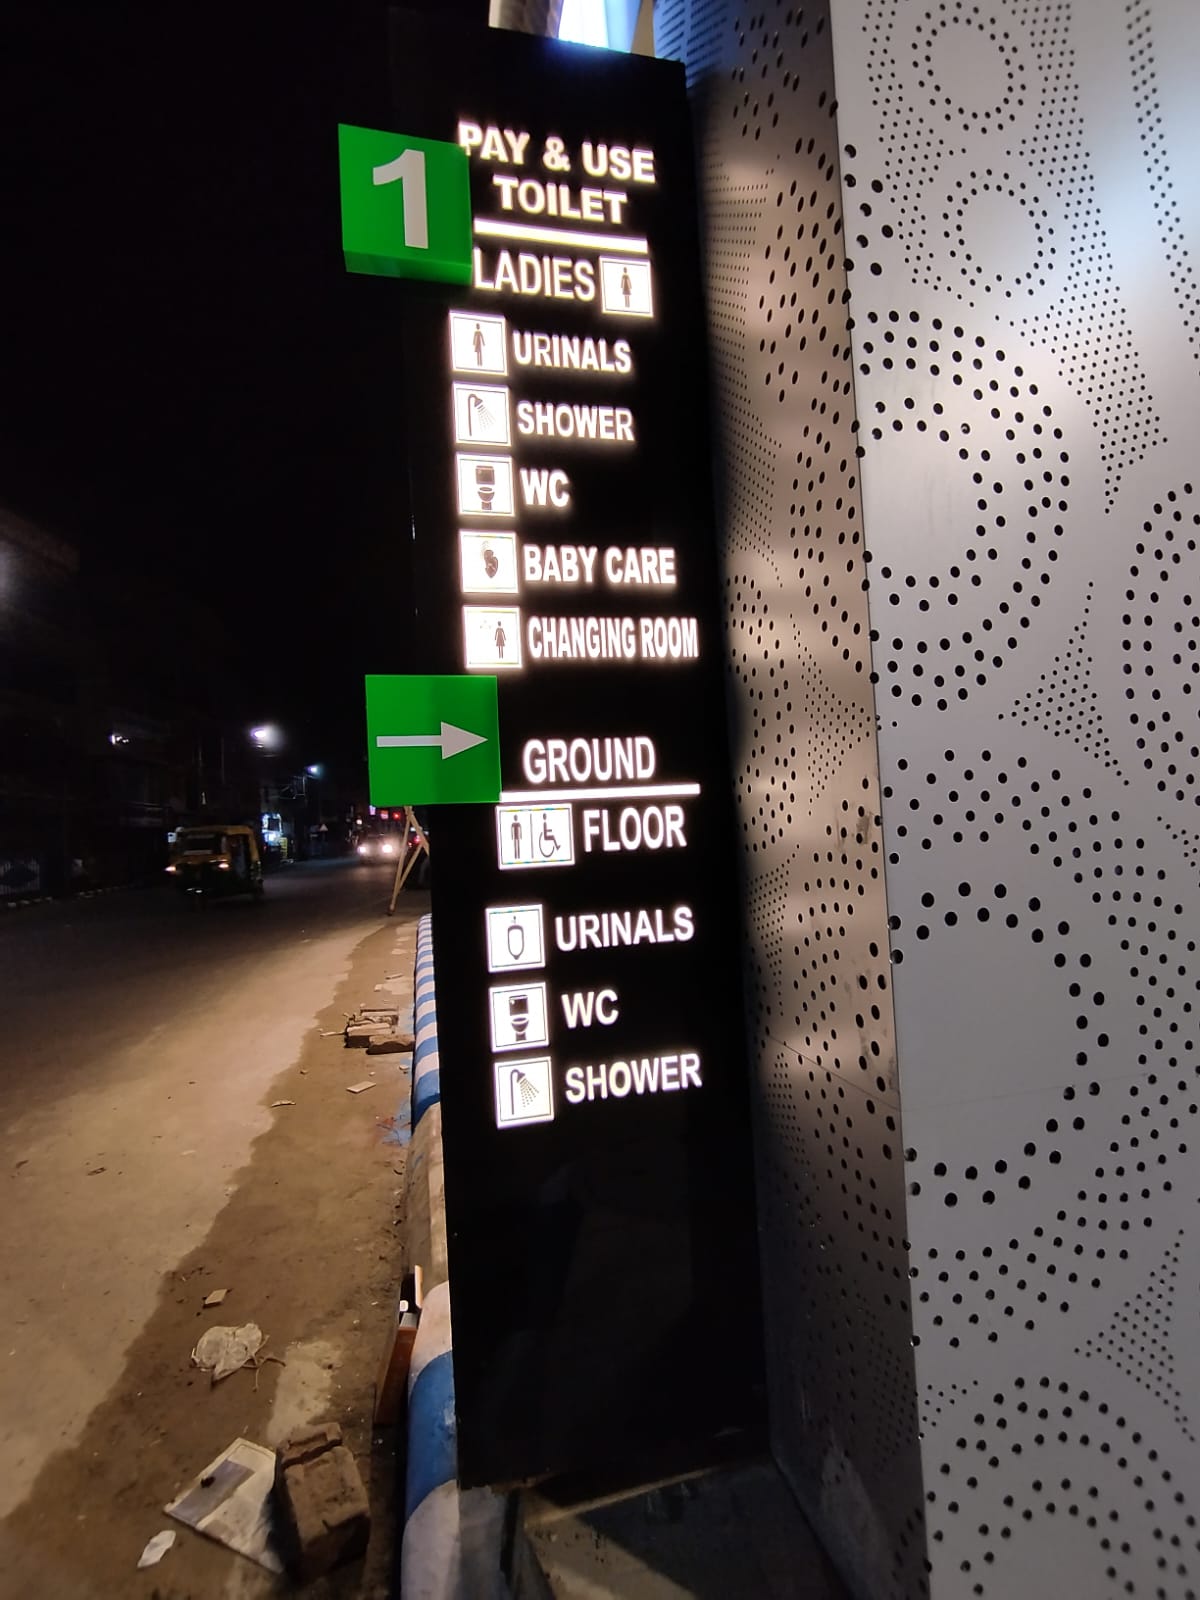 1
PAY & USE
TOILET
LADIES
URINALS
SHOWER
WC
BABY CARE
CHANGING ROOM
GROUND
FLOOR
URINALS
WC
SHOWER